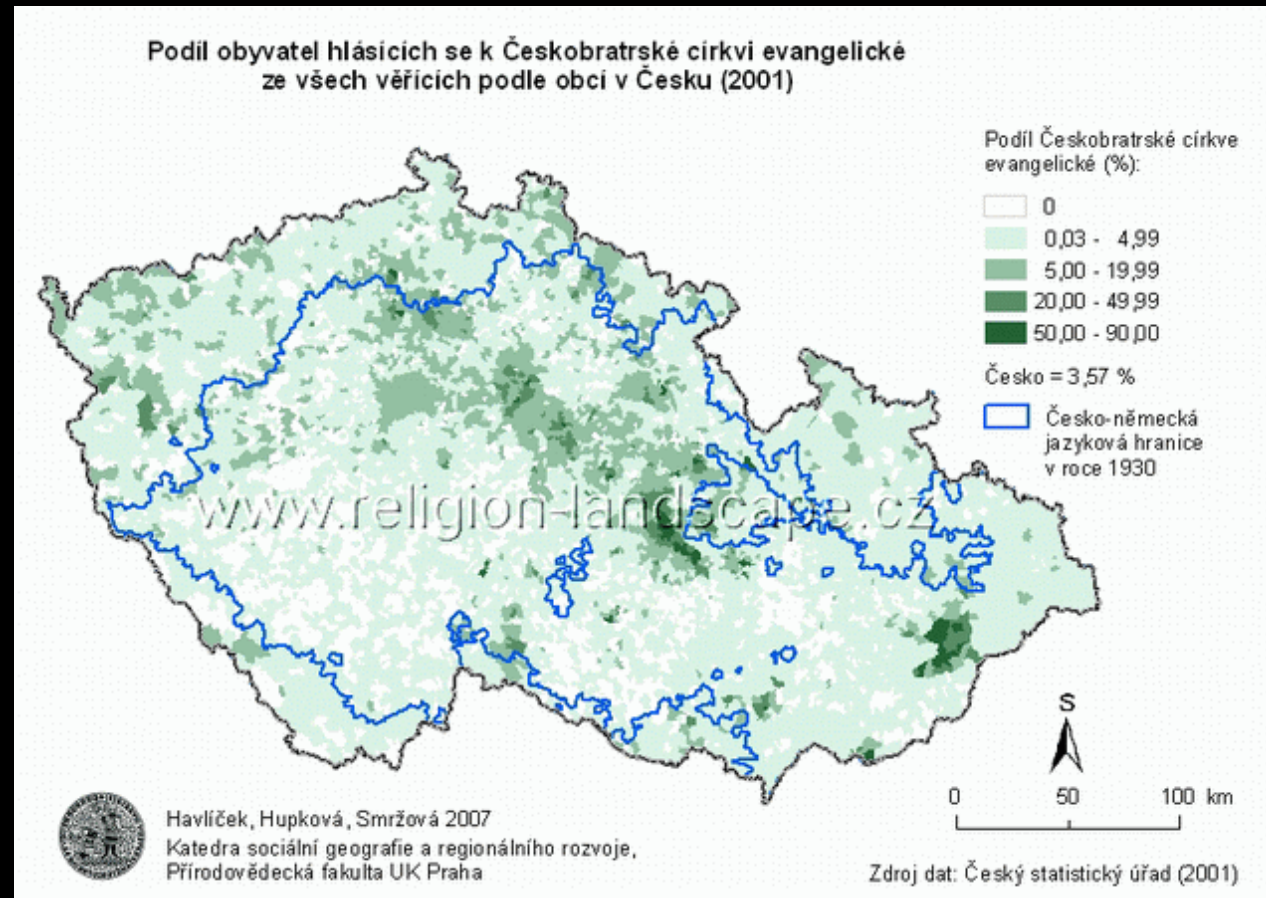 Podíl obyvatel hlásících se k Českobratrské církvi evangelické
ze všech věřících podle obcí v Česku (2001)
Podíl Českobratrské církve
evangelické (%):
0
0,03 - 4,99
5,00 - 19,99
20,00 - 49,99
50,00 - 90,00
Česko = 3,57 %
Česko-německá
jazyková hranice
v roce 1930
www.religion-landscape.cz
S
0 50 100 km
Havlíček, Hupková, Smržová 2007
Katedra sociální geografie a regionálního rozvoje,
Přírodovědecká fakulta UK Praha
Zdroj dat: Český statistický úřad (2001)